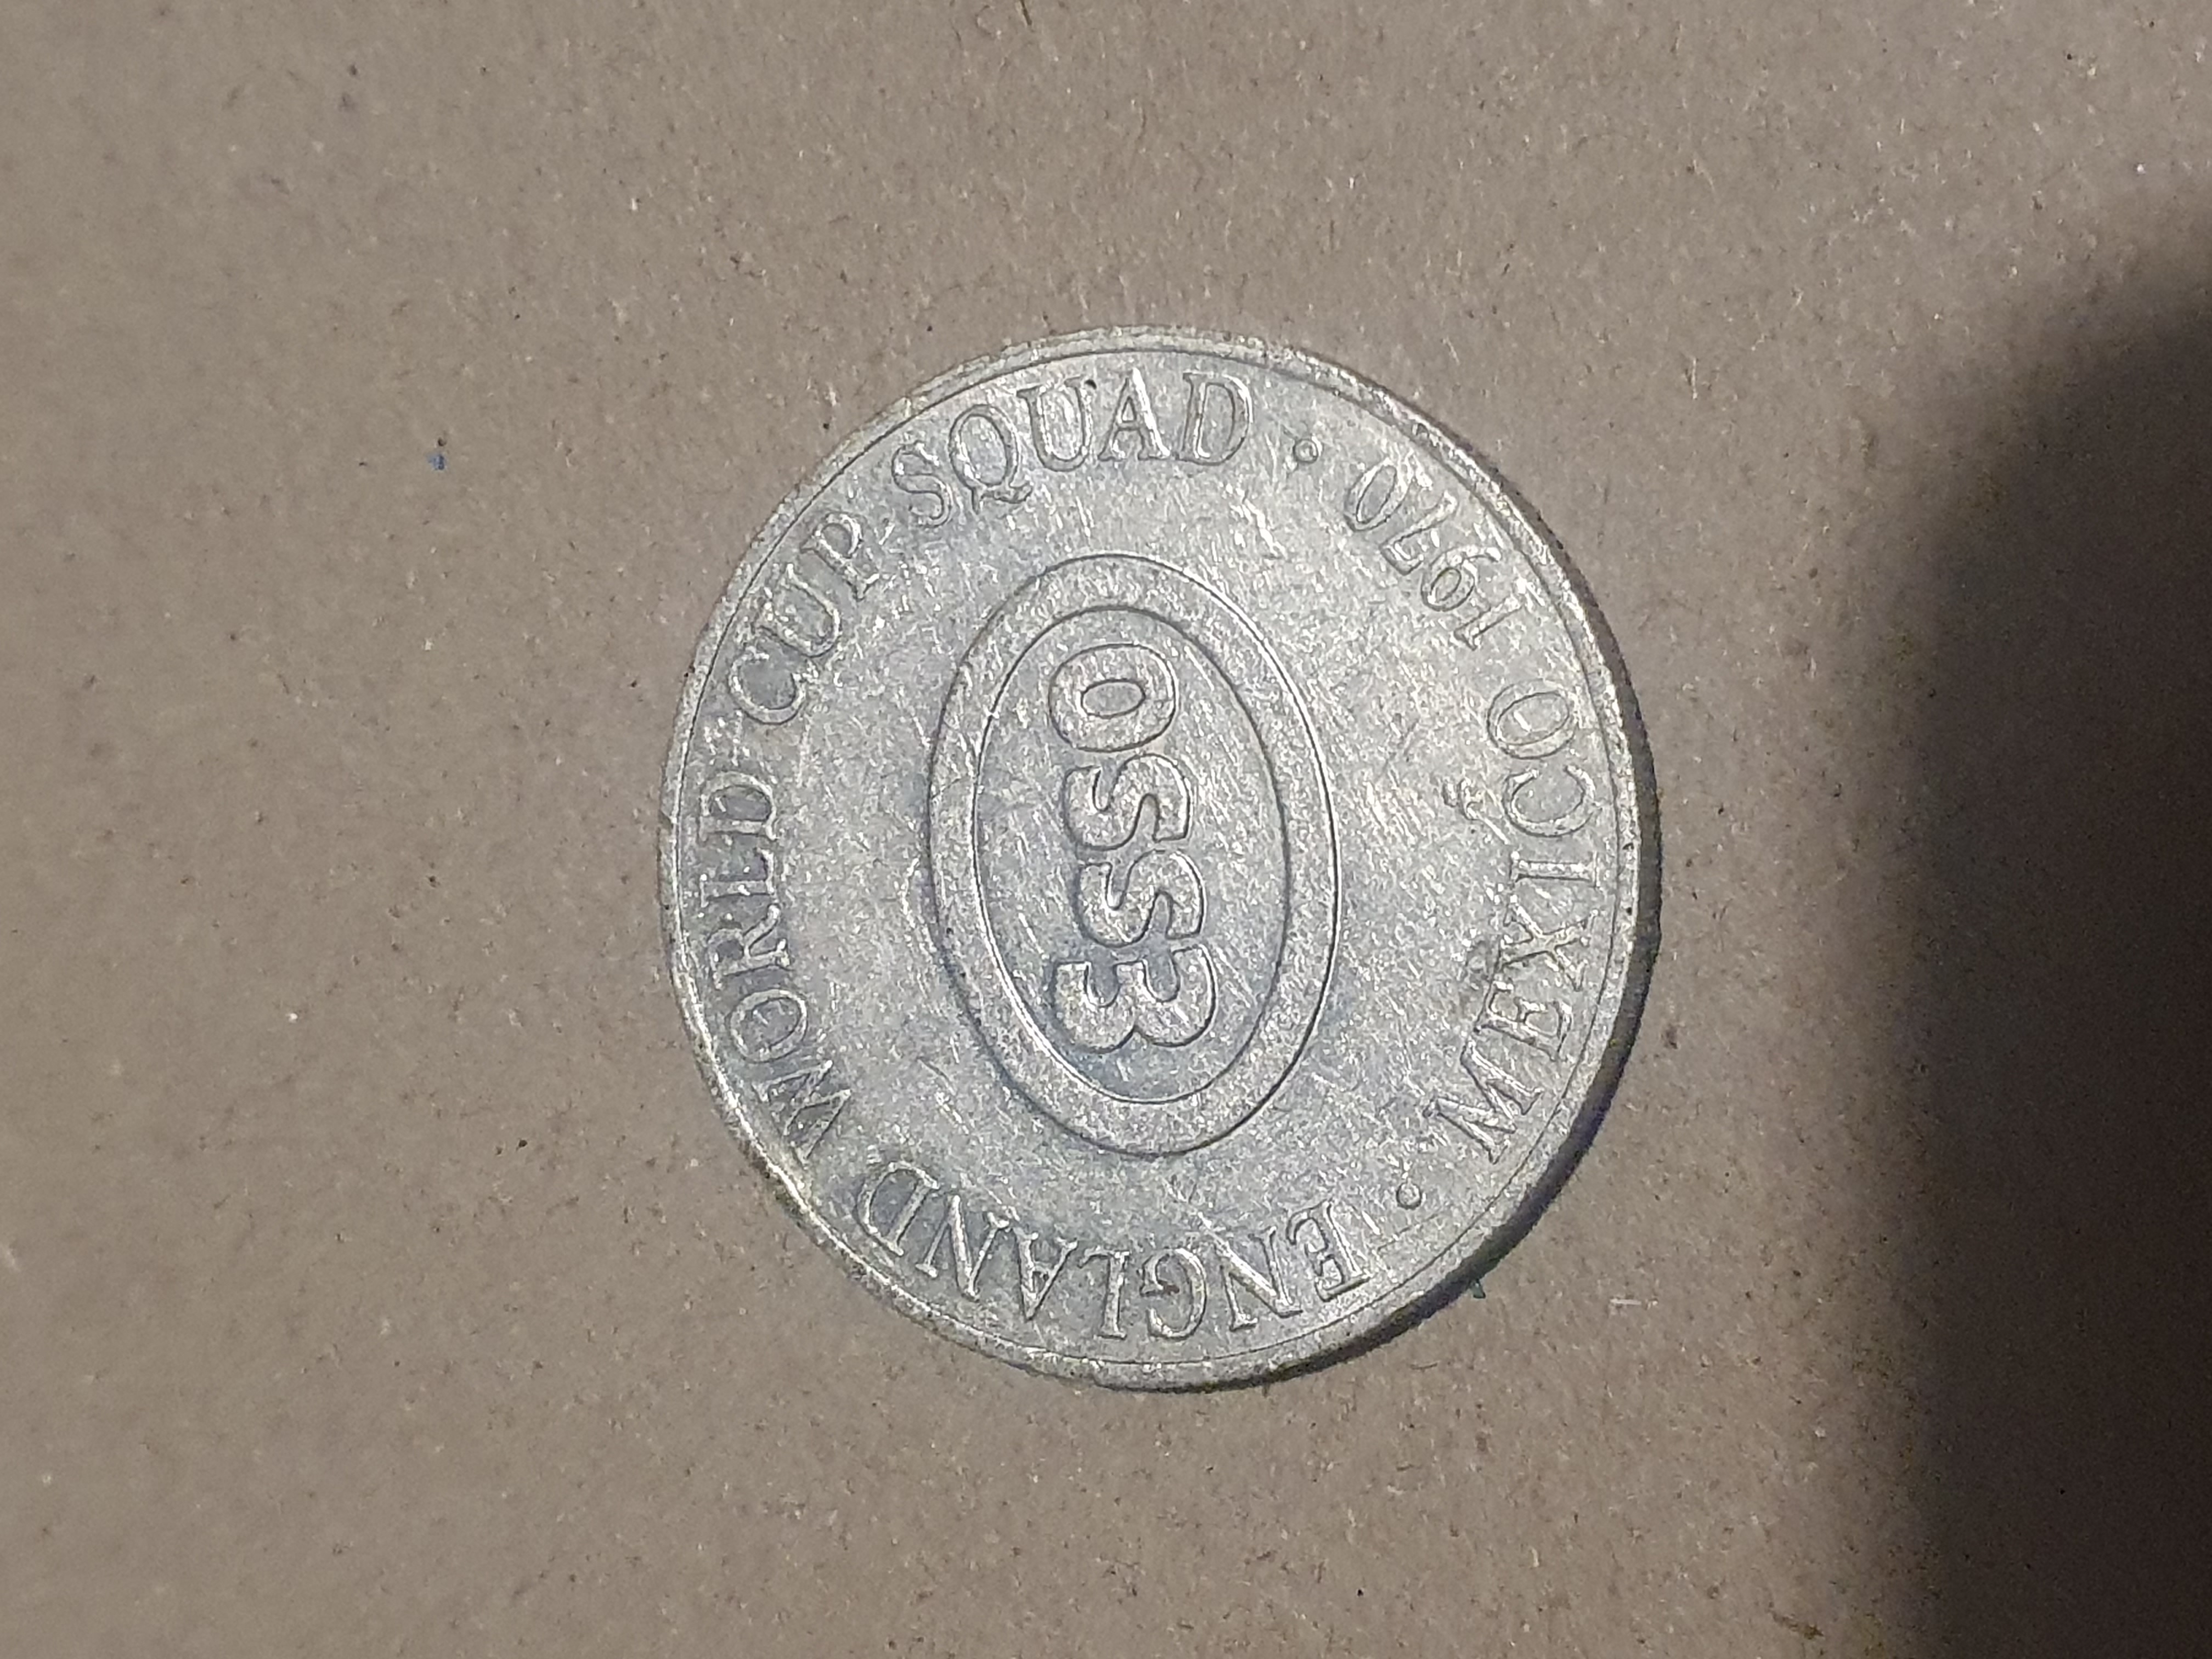 ENGLAND WORLD CUP SQUAD
Esso
· MEXICO 1970 ·